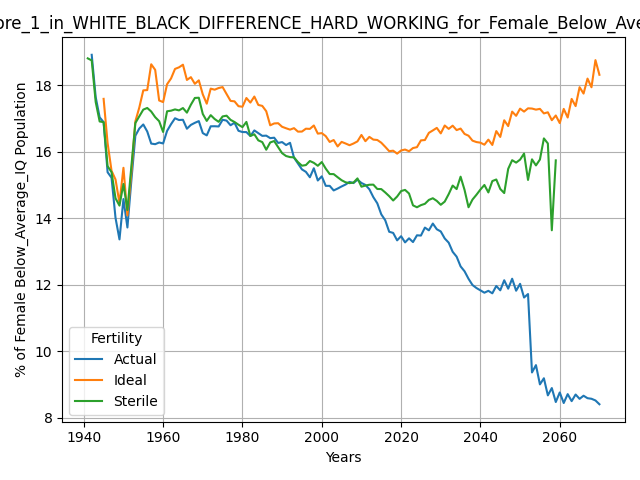 ore_1_in_WHITE_BLACK_DIFFERENCE_HARD_WORKING_for_Female_Below_Ave
% of Female Below_Average_IQ Population
18
16
14
12
10
8
Fertility
Actual
Ideal
Sterile
1940
1960
1980
2000
2020
2040
2060
Years